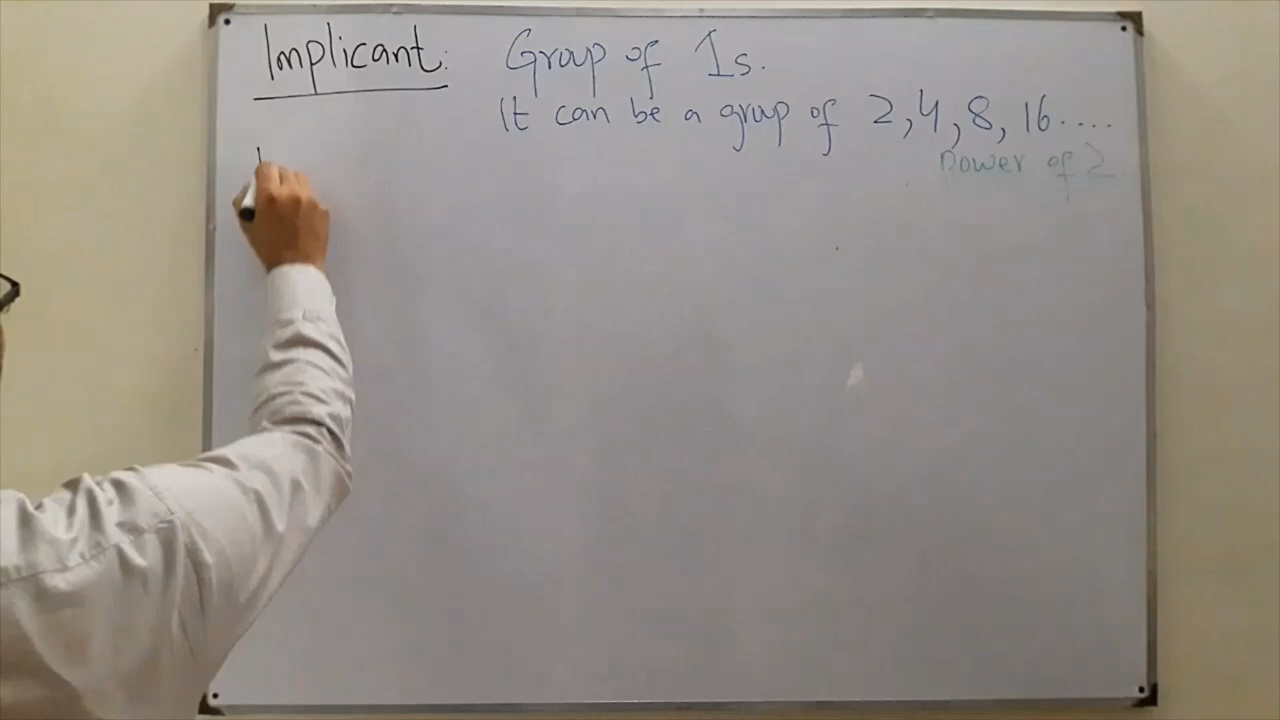 Implicant: Group of 1s.
It can be a group of 2,4,8,16....
Power of 2